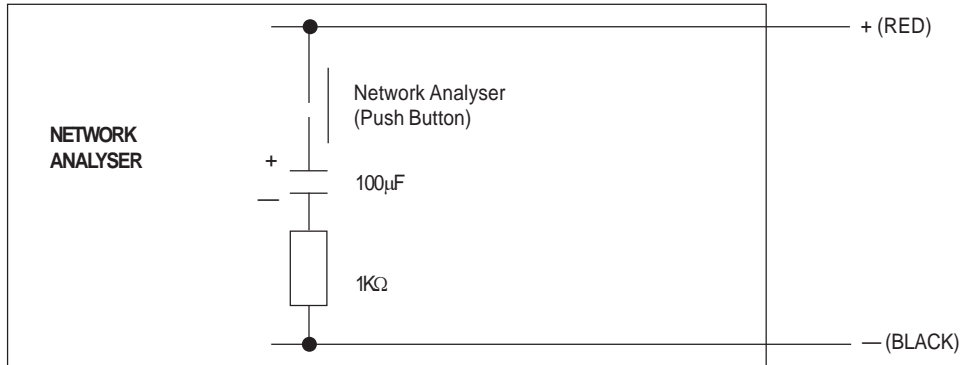 + (RED)
Network Analyser
(Push Button)
NETWORK
ANALYSER
+
—
100μF
1KΩ
— (BLACK)